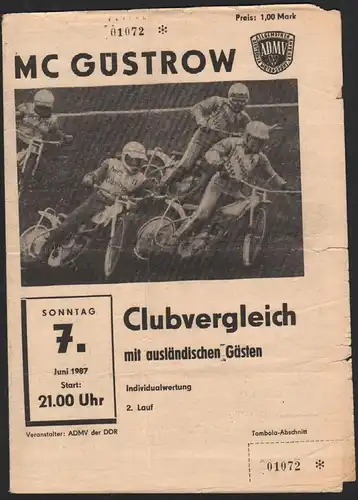 01072 *
Preis: 1,00 Mark
ADMV
MC GÜSTROW
SONNTAG
7.
Juni 1987
Start:
21.00 Uhr
Clubvergleich
mit ausländischen Gästen
Individualwertung
2. Lauf
Veranstalter: ADMV der DDR
Tombola-Abschnitt
01072 *